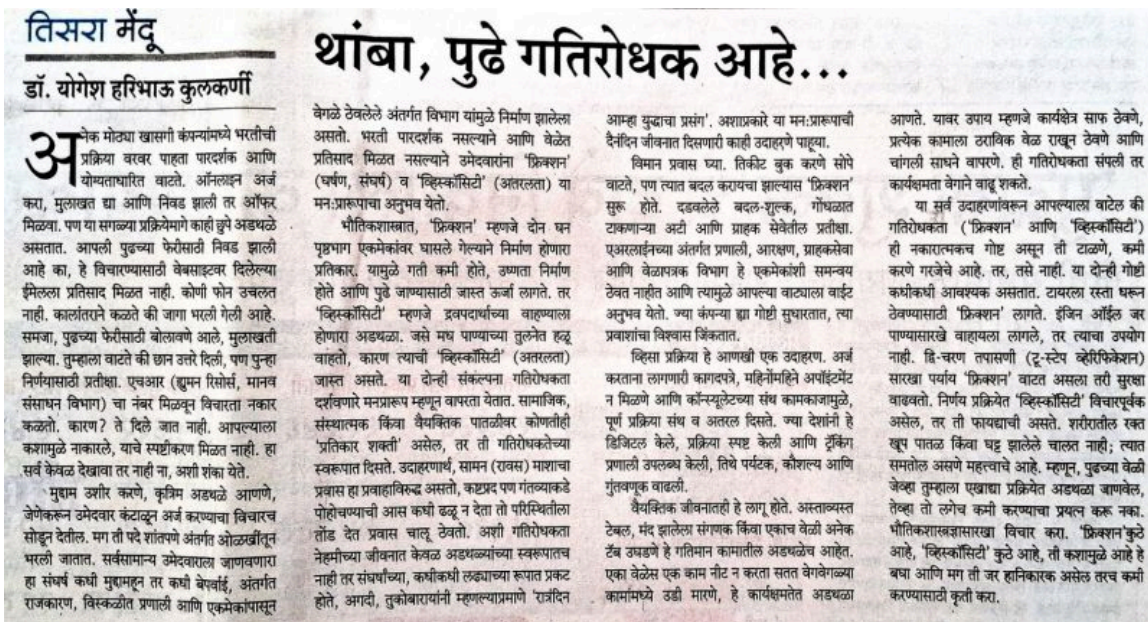 तिसरा मेंदू
डॉ. योगेश हरिभाऊ कुलकर्णी
थांबा, पुढे गतिरोधक आहे...
अनेक मोठ्या खासगी कंपन्यांमध्ये भरतीची
प्रक्रिया वरवर पाहता पारदर्शक आणि
योग्यताधारित वाटते. ऑनलाइन अर्ज
करा, मुलाखत द्या आणि निवड झाली तर ऑफर
मिळवा. पण या सगळ्या प्रक्रियेमागे काही छुपे अडथळे
असतात. आपली पुढच्या फेरीसाठी निवड झाली
आहे का, हे विचारण्यासाठी वेबसाइटवर दिलेल्या
ईमेलला प्रतिसाद मिळत नाही. कोणी फोन उचलत
नाही. कालांतराने कळते की जागा भरली गेली आहे.
समजा, पुढच्या फेरीसाठी बोलावणे आले, मुलाखती
झाल्या. तुम्हाला वाटते की छान उत्तरे दिली, पण पुन्हा
निर्णयासाठी प्रतीक्षा. एचआर (ह्युमन रिसोर्स, मानव
संसाधन विभाग) चा नंबर मिळवून विचारता नकार
कळतो. कारण? ते दिले जात नाही. आपल्याला
कशामुळे नाकारले, याचे स्पष्टीकरण मिळत नाही. हा
सर्व केवळ देखावा तर नाही ना, अशी शंका येते.
मुद्दाम उशीर करणे, कृत्रिम अडथळे आणणे,
जेणेकरून उमेदवार कंटाळून अर्ज करण्याचा विचारच
सोडून देतील. मग ती पदे शांतपणे अंतर्गत ओळखींतून
भरली जातात. सर्वसामान्य उमेदवाराला जाणवणारा
हा संघर्ष कधी मुद्दामहून तर कधी बेपर्वाई, अंतर्गत
राजकारण, विस्कळीत प्रणाली आणि एकमेकांपासून
वेगळे ठेवलेले अंतर्गत विभाग यांमुळे निर्माण झालेला
असतो. भरती पारदर्शक नसल्याने आणि वेळेत
प्रतिसाद मिळत नसल्याने उमेदवारांना 'फ्रिक्शन'
(घर्षण, संघर्ष) व 'व्हिस्कॉसिटी' (अतरलता) या
मन:प्रारूपाचा अनुभव येतो.
भौतिकशास्त्रात, 'फ्रिक्शन' म्हणजे दोन घन
पृष्ठभाग एकमेकांवर घासले गेल्याने निर्माण होणारा
प्रतिकार. यामुळे गती कमी होते, उष्णता निर्माण
होते आणि पुढे जाण्यासाठी जास्त ऊर्जा लागते. तर
'व्हिस्कॉसिटी' म्हणजे द्रवपदार्थाच्या वाहण्याला
होणारा अडथळा. जसे मध पाण्याच्या तुलनेत हळू
वाहतो, कारण त्याची 'व्हिस्कॉसिटी' (अतरलता)
जास्त असते. या दोन्ही संकल्पना गतिरोधकता
दर्शवणारे मनप्रारूप म्हणून वापरता येतात. सामाजिक,
संस्थात्मक किंवा वैयक्तिक पातळीवर कोणतीही
'प्रतिकार शक्ती' असेल, तर ती गतिरोधकतेच्या
स्वरूपात दिसते. उदाहरणार्थ, सामन (रावस) माशाचा
प्रवास हा प्रवाहाविरुद्ध असतो, कष्टप्रद पण गंतव्याकडे
पोहोचण्याची आस कधी ढळू न देता तो परिस्थितीला
तोंड देत प्रवास चालू ठेवतो. अशी गतिरोधकता
नेहमीच्या जीवनात केवळ अडथळ्यांच्या स्वरूपातच
नाही तर संघर्षाच्या, कधीकधी लढ्याच्या रूपात प्रकट
होते, अगदी, तुकोबारायांनी म्हणल्याप्रमाणे 'रात्रंदिन
आम्हा युद्धाचा प्रसंग'. अशाप्रकारे या मन:प्रारूपाची
दैनंदिन जीवनात दिसणारी काही उदाहरणे पाहूया.
विमान प्रवास घ्या. तिकीट बुक करणे सोपे
वाटते, पण त्यात बदल करायचा झाल्यास 'फ्रिक्शन'
सुरू होते. दडवलेले बदल-शुल्क, गोंधळात
टाकणाऱ्या अटी आणि ग्राहक सेवेतील प्रतीक्षा.
एअरलाईनच्या अंतर्गत प्रणाली, आरक्षण, ग्राहकसेवा
आणि वेळापत्रक विभाग हे एकमेकांशी समन्वय
ठेवत नाहीत आणि त्यामुळे आपल्या वाट्याला वाईट
अनुभव येतो. ज्या कंपन्या ह्या गोष्टी सुधारतात, त्या
प्रवाशांचा विश्वास जिंकतात.
व्हिसा प्रक्रिया हे आणखी एक उदाहरण. अर्ज
करताना लागणारी कागदपत्रे, महिनोंमहिने अपॉइंटमेंट
न मिळणे आणि कॉन्स्युलेटच्या संथ कामकाजामुळे,
पूर्ण प्रक्रिया संथ व अतरल दिसते. ज्या देशांनी हे
डिजिटल केले, प्रक्रिया स्पष्ट केली आणि ट्रॅकिंग
प्रणाली उपलब्ध केली, तिथे पर्यटक, कौशल्य आणि
गुंतवणूक वाढली.
वैयक्तिक जीवनातही हे लागू होते. अस्ताव्यस्त
टेबल, मंद झालेला संगणक किंवा एकाच वेळी अनेक
टॅब उघडणे हे गतिमान कामातील अडथळेच आहेत.
एका वेळेस एक काम नीट न करता सतत वेगवेगळ्या
कामांमध्ये उडी मारणे, हे कार्यक्षमतेत अडथळा
आणते. यावर उपाय म्हणजे कार्यक्षेत्र साफ ठेवणे,
प्रत्येक कामाला ठराविक वेळ राखून ठेवणे आणि
चांगली साधने वापरणे. ही गतिरोधकता संपली तर
कार्यक्षमता वेगाने वाढू शकते.
या सर्व उदाहरणांवरून आपल्याला वाटेल की
गतिरोधकता ('फ्रिक्शन' आणि 'व्हिस्कॉसिटी')
ही नकारात्मकच गोष्ट असून ती टाळणे, कमी
करणे गरजेचे आहे. तर, तसे नाही. या दोन्ही गोष्टी
कधीकधी आवश्यक असतात. टायरला रस्ता धरून
ठेवण्यासाठी 'फ्रिक्शन' लागते. इंजिन ऑईल जर
पाण्यासारखे वाहायला लागले, तर त्याचा उपयोग
नाही. द्वि-चरण तपासणी (टू-स्टेप व्हेरिफिकेशन)
सारखा पर्याय 'फ्रिक्शन' वाटत असला तरी सुरक्षा
वाढवतो. निर्णय प्रक्रियेत 'व्हिस्कॉसिटी' विचारपूर्वक
असेल, तर ती फायद्याची असते. शरीरातील रक्त
खूप पातळ किंवा घट्ट झालेले चालत नाही; त्यात
समतोल असणे महत्त्वाचे आहे. म्हणून, पुढच्या वेळी
जेव्हा तुम्हाला एखाद्या प्रक्रियेत अडथळा जाणवेल,
तेव्हा तो लगेच कमी करण्याचा प्रयत्न करू नका.
भौतिकशास्त्रज्ञासारखा विचार करा. 'फ्रिक्शन'कुठे
आहे, 'व्हिस्कॉसिटी' कुठे आहे, ती कशामुळे आहे हे
बघा आणि मग ती जर हानिकारक असेल तरच कमी
करण्यासाठी कृती करा.